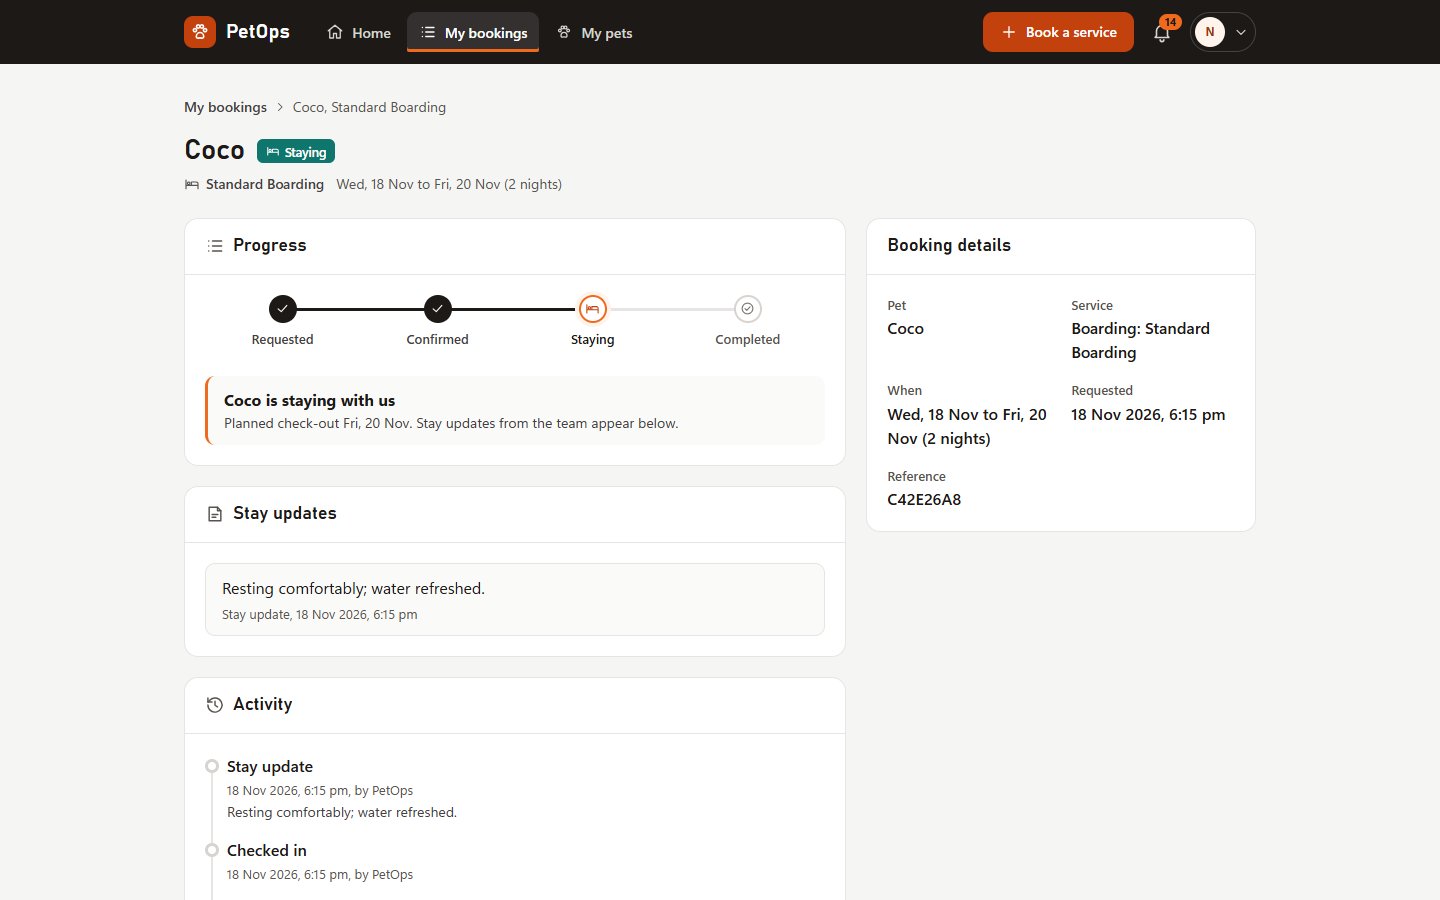 PetOps
Home
My bookings
My pets
Book a service
14
N
My bookings > Coco, Standard Boarding
Coco
Staying
Standard Boarding Wed, 18 Nov to Fri, 20 Nov (2 nights)
Progress
Requested
Confirmed
Staying
Completed
Coco is staying with us
Planned check-out Fri, 20 Nov. Stay updates from the team appear below.
Stay updates
Resting comfortably; water refreshed.
Stay update, 18 Nov 2026, 6:15 pm
Activity
Stay update
18 Nov 2026, 6:15 pm, by PetOps
Resting comfortably; water refreshed.
Checked in
18 Nov 2026, 6:15 pm, by PetOps
Booking details
Pet
Coco
Service
Boarding: Standard
Boarding
When
Wed, 18 Nov to Fri, 20
Nov (2 nights)
Requested
18 Nov 2026, 6:15 pm
Reference
C42E26A8